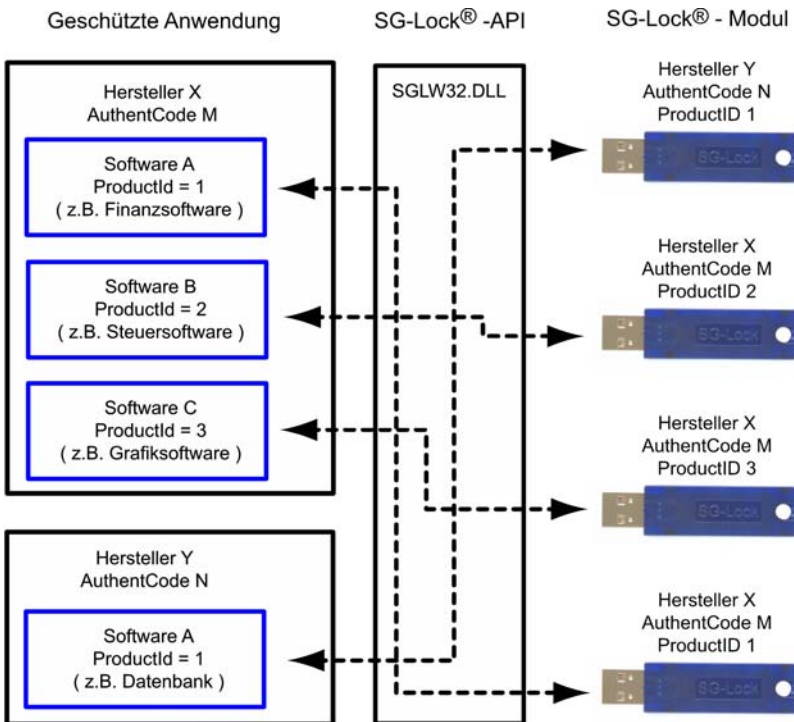 Geschützte Anwendung
SG-Lock® -API
SG-Lock® - Modul
Hersteller X
AuthentCode M
Software A
ProductId = 1
( z.B. Finanzsoftware )
Software B
ProductId = 2
( z.B. Steuersoftware )
Software C
ProductId = 3
( z.B. Grafiksoftware )
Hersteller Y
AuthentCode N
Software A
ProductId = 1
( z.B. Datenbank )
SGLW32.DLL
Hersteller Y
AuthentCode N
ProductID 1
SG-Lock
Hersteller X
AuthentCode M
ProductID 2
SG-Lock
Hersteller X
AuthentCode M
ProductID 3
SG-Lock
Hersteller X
AuthentCode M
ProductID 1
SG-Lock